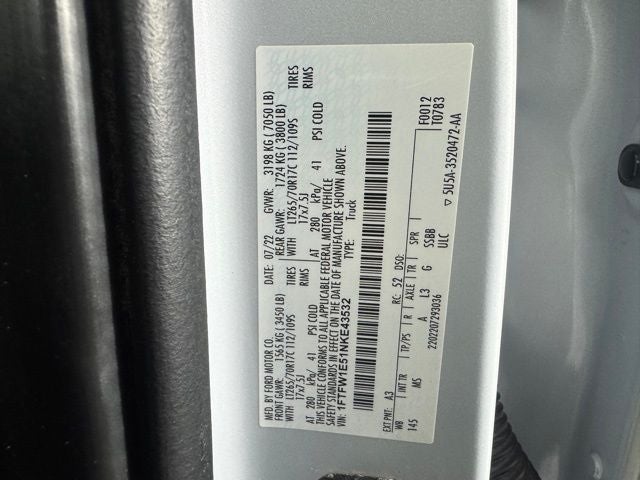 MFD. BY FORD MOTOR CO. DATE: 07/22 GVWR: 3198 KG (7050 LB)
FRONT GAWR: 1565 KG (3450 LB) REAR GAWR: 1724 KG (3800 LB)
WITH LT265/70R17C 112/109S TIRES WITH LT265/70R17C 112/109S TIRES
17x7.5J RIMS 17x7.5J RIMS
AT 280 kPa/ 41 PSI COLD AT 280 kPa/ 41 PSI COLD
THIS VEHICLE CONFORMS TO ALL APPLICABLE FEDERAL MOTOR VEHICLE
SAFETY STANDARDS IN EFFECT ON THE DATE OF MANUFACTURE SHOWN ABOVE.
VIN: 1FTFW1E51NKE43532 TYPE: Truck
F0012
T0783
EXT PNT: A3 RC: 52 DSO:
WB INT TR TP/PS R AXLE TR SPR
145 MS A L3 G SSBB
2202207293036 ULC
▽ 5U5A-3520472-AA